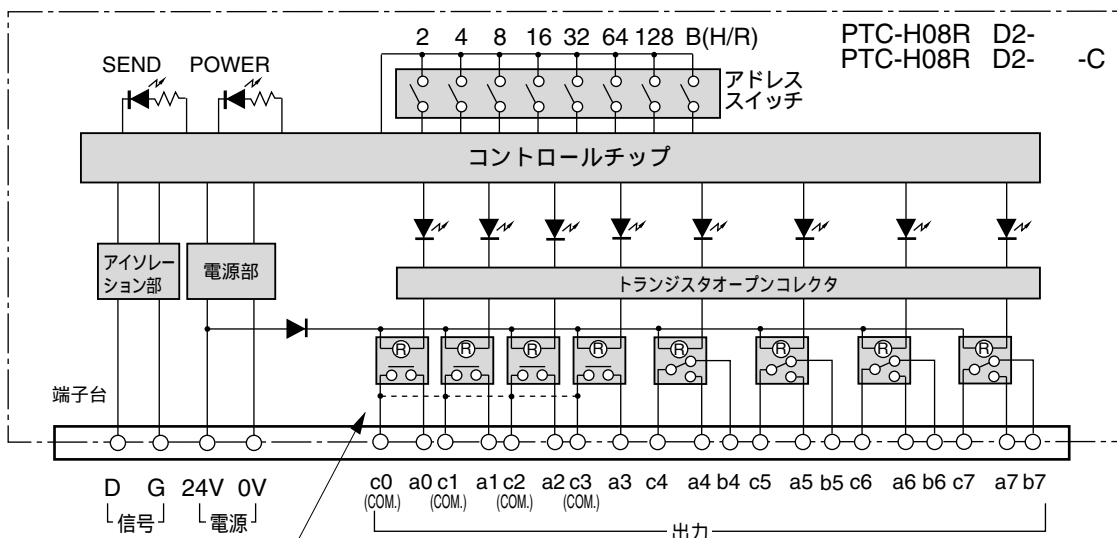 2 4 8 16 32 64 128 B(H/R)
PTC-H08R D2-
PTC-H08R D2- -C
SEND POWER
アドレス
スイッチ
コントロールチップ
アイソレー
ション部
電源部
トランジスタオープンコレクタ
R R R R R R R R
端子台
D G 24V 0V c0 a0 c1 a1 c2 a2 c3 a3 c4 a4 b4 c5 a5 b5 c6 a6 b6 c7 a7 b7
(COM.) (COM.) (COM.) (COM.)
信号 電源 出力